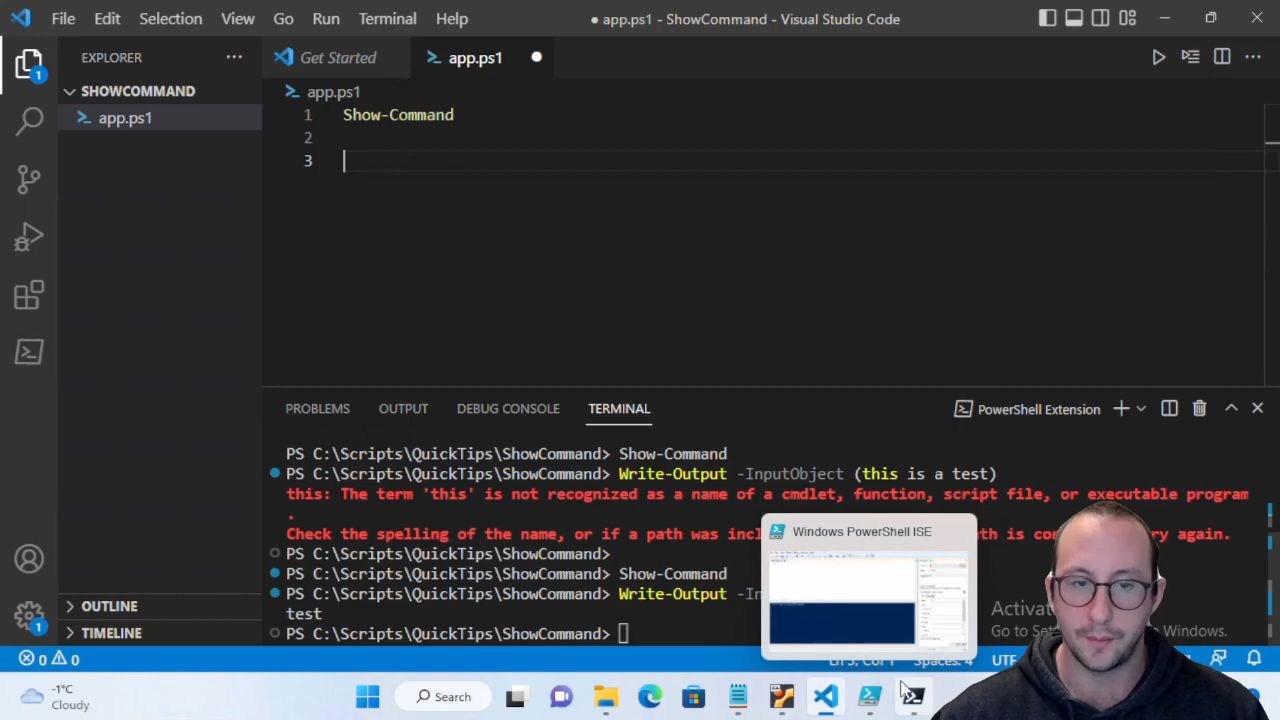 File Edit Selection View Go Run Terminal Help
● app.ps1 - ShowCommand - Visual Studio Code
EXPLORER ···
Get Started
app.ps1
SHOWCOMMAND
app.ps1
app.ps1
1 Show-Command
2
3
PROBLEMS OUTPUT DEBUG CONSOLE TERMINAL
PowerShell Extension
PS C:\Scripts\QuickTips\ShowCommand> Show-Command
PS C:\Scripts\QuickTips\ShowCommand> Write-Output -InputObject (this is a test)
this: The term 'this' is not recognized as a name of a cmdlet, function, script file, or executable program
.
Check the spelling of the name, or if a path was incl
ry again.
PS C:\Scripts\QuickTips\ShowCommand>
PS C:\Scripts\QuickTips\ShowCommand> Show-Command
PS C:\Scripts\QuickTips\ShowCommand> Write-Output -In
test
PS C:\Scripts\QuickTips\ShowCommand>
Windows PowerShell ISE
Activa
Go to Se
Windows.
OUTLINE
TIMELINE
1
1
0 0
Ln 3, Col 1 Spaces: 4 UTF
-1°C
Cloudy
Search